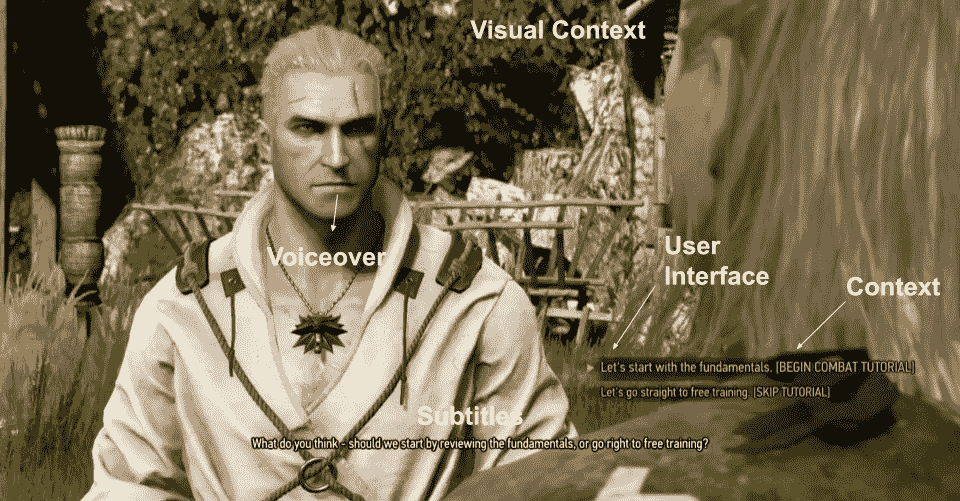 Visual Context
Voiceover
User
Interface
Context
Let's start with the fundamentals. [BEGIN COMBAT TUTORIAL]
Let's go straight to free training. [SKIP TUTORIAL]
Subtitles
What do you think - should we start by reviewing the fundamentals, or go right to free training?